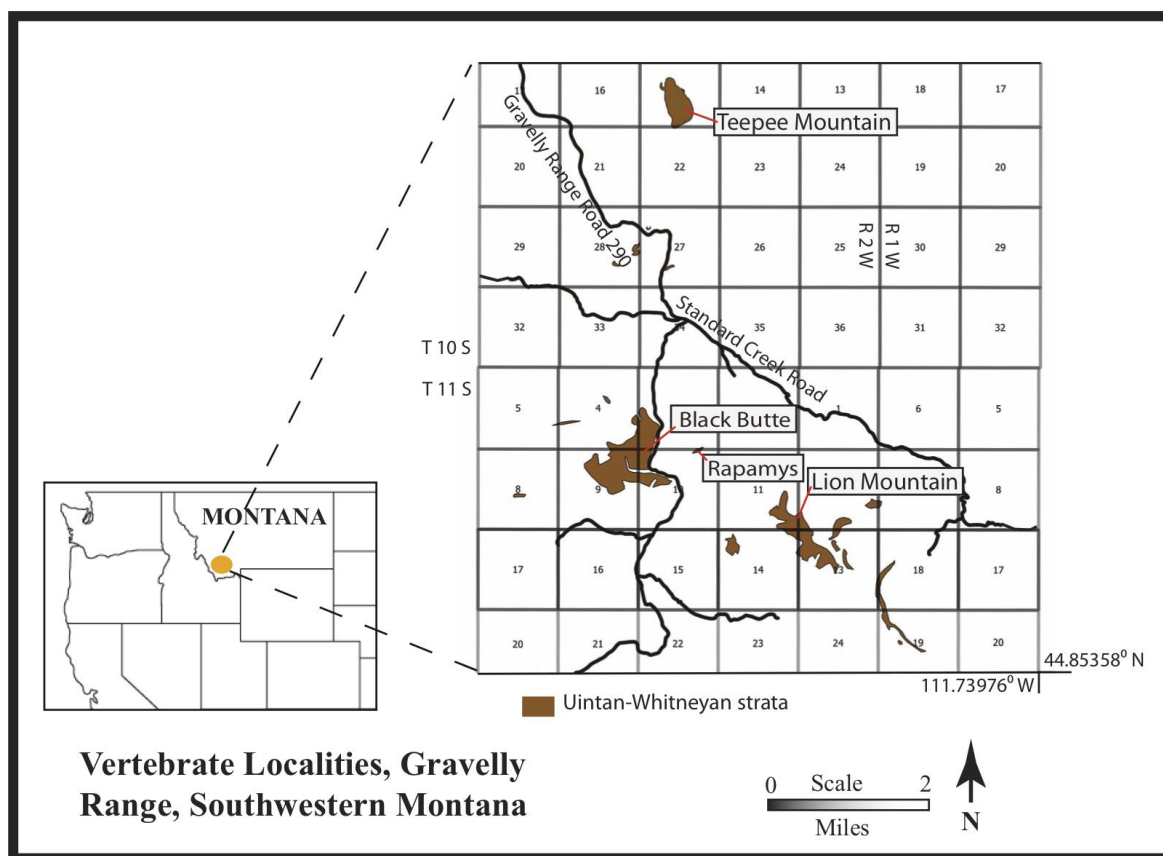 1 16 14 13 18 17
Teepee Mountain
Gravelly Range Road 290
20 21 22 23 24 19 20
29 28 27 26 25 R 2 W R 1 W 30 29
Standard Creek Road
32 33 34 35 36 31 32
T 10 S
T 11 S
5 4 1 6 5
Black Butte
Rapamys
Lion Mountain
8 9 10 11 8
MONTANA
17 16 15 14 13 18 17
20 21 22 23 24 19 20
44.85358⁰ N
111.73976⁰ W
Uintan-Whitneyan strata
Vertebrate Localities, Gravelly
Range, Southwestern Montana
0 Scale 2
Miles
N